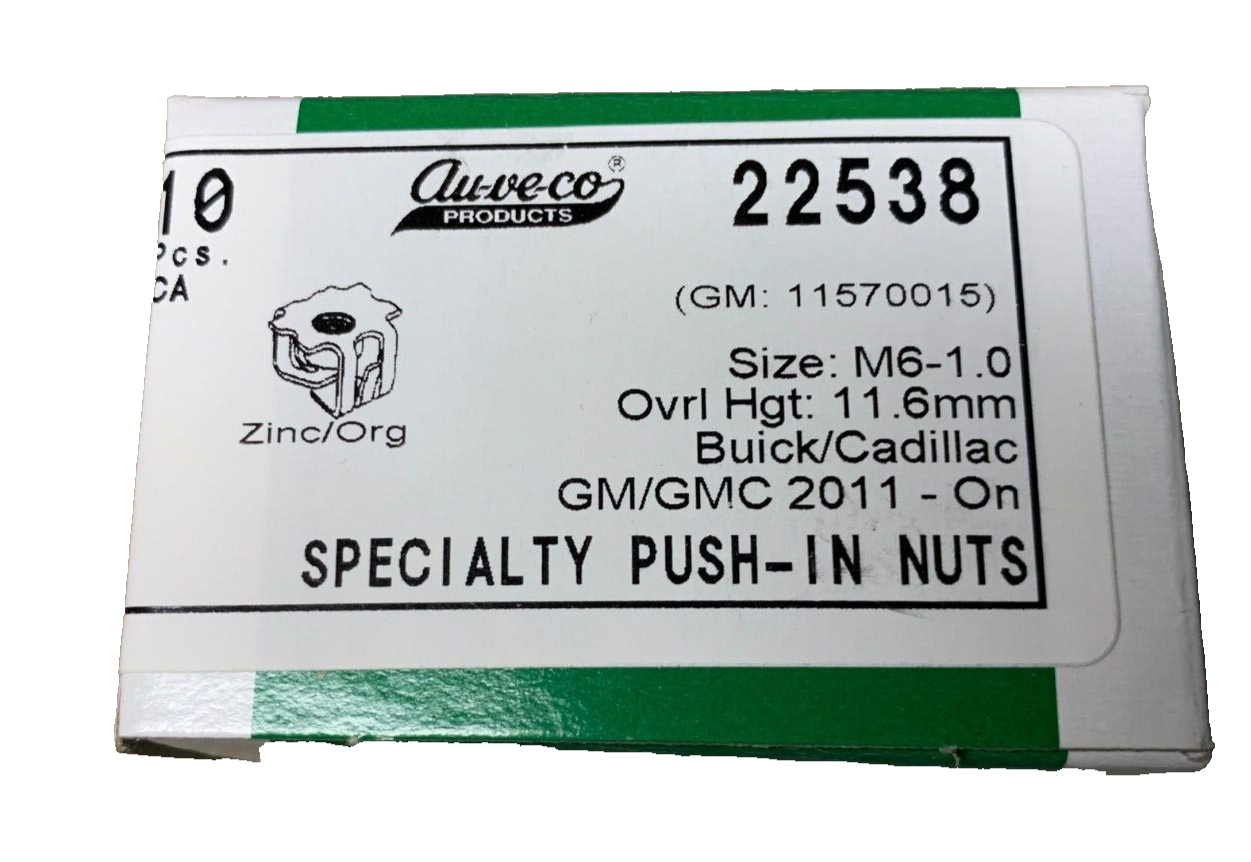 10
Pcs.
CA
au-ve-co®
PRODUCTS
22538
(GM: 11570015)
Size: M6-1.0
Ovrl Hgt: 11.6mm
Buick/Cadillac
GM/GMC 2011 - On
Zinc/Org
SPECIALTY PUSH-IN NUTS